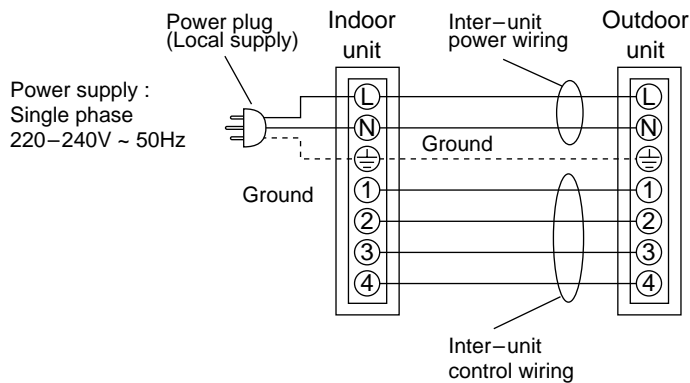 Power plug
(Local supply)
Indoor
unit
Inter−unit
power wiring
Outdoor
unit
Power supply :
Single phase
220−240V ~ 50Hz
L
L
N
N
Ground
Ground
1
1
2
2
3
3
4
4
Inter−unit
control wiring